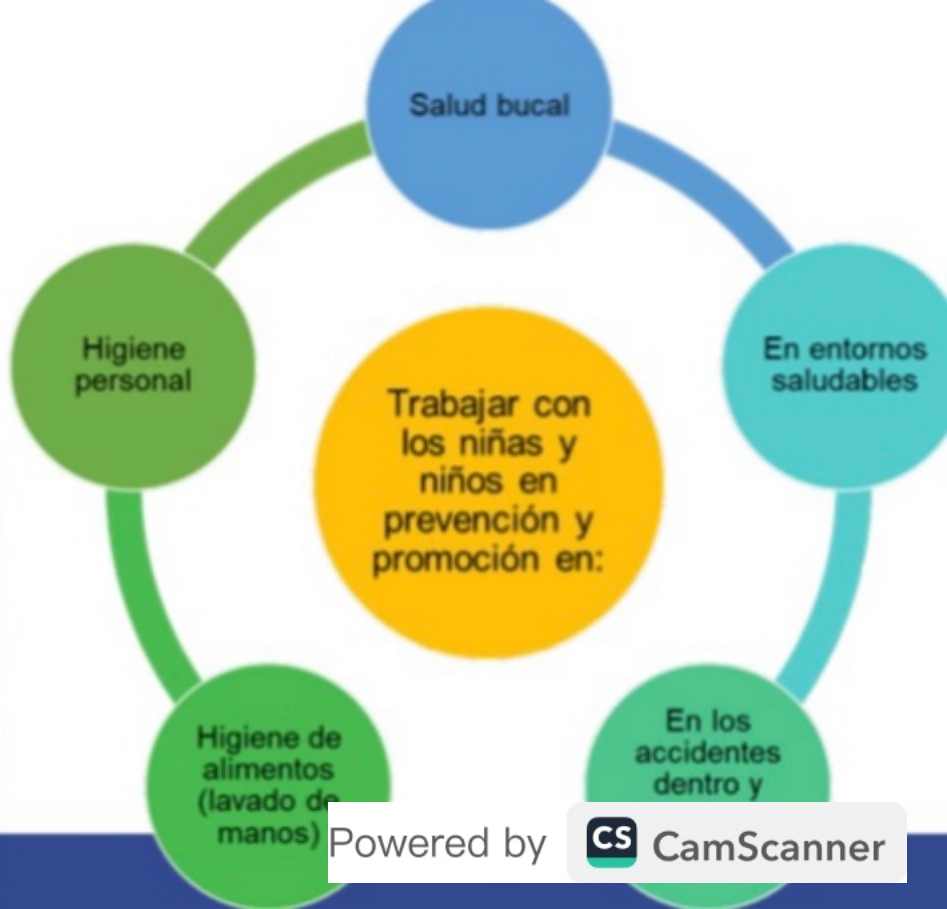 Salud bucal
Higiene
personal
En entornos
saludables
Trabajar con
los niñas y
niños en
prevención y
promoción en:
Higiene de
alimentos
(lavado de
manos)
En los
accidentes
dentro y
Powered by CS CamScanner